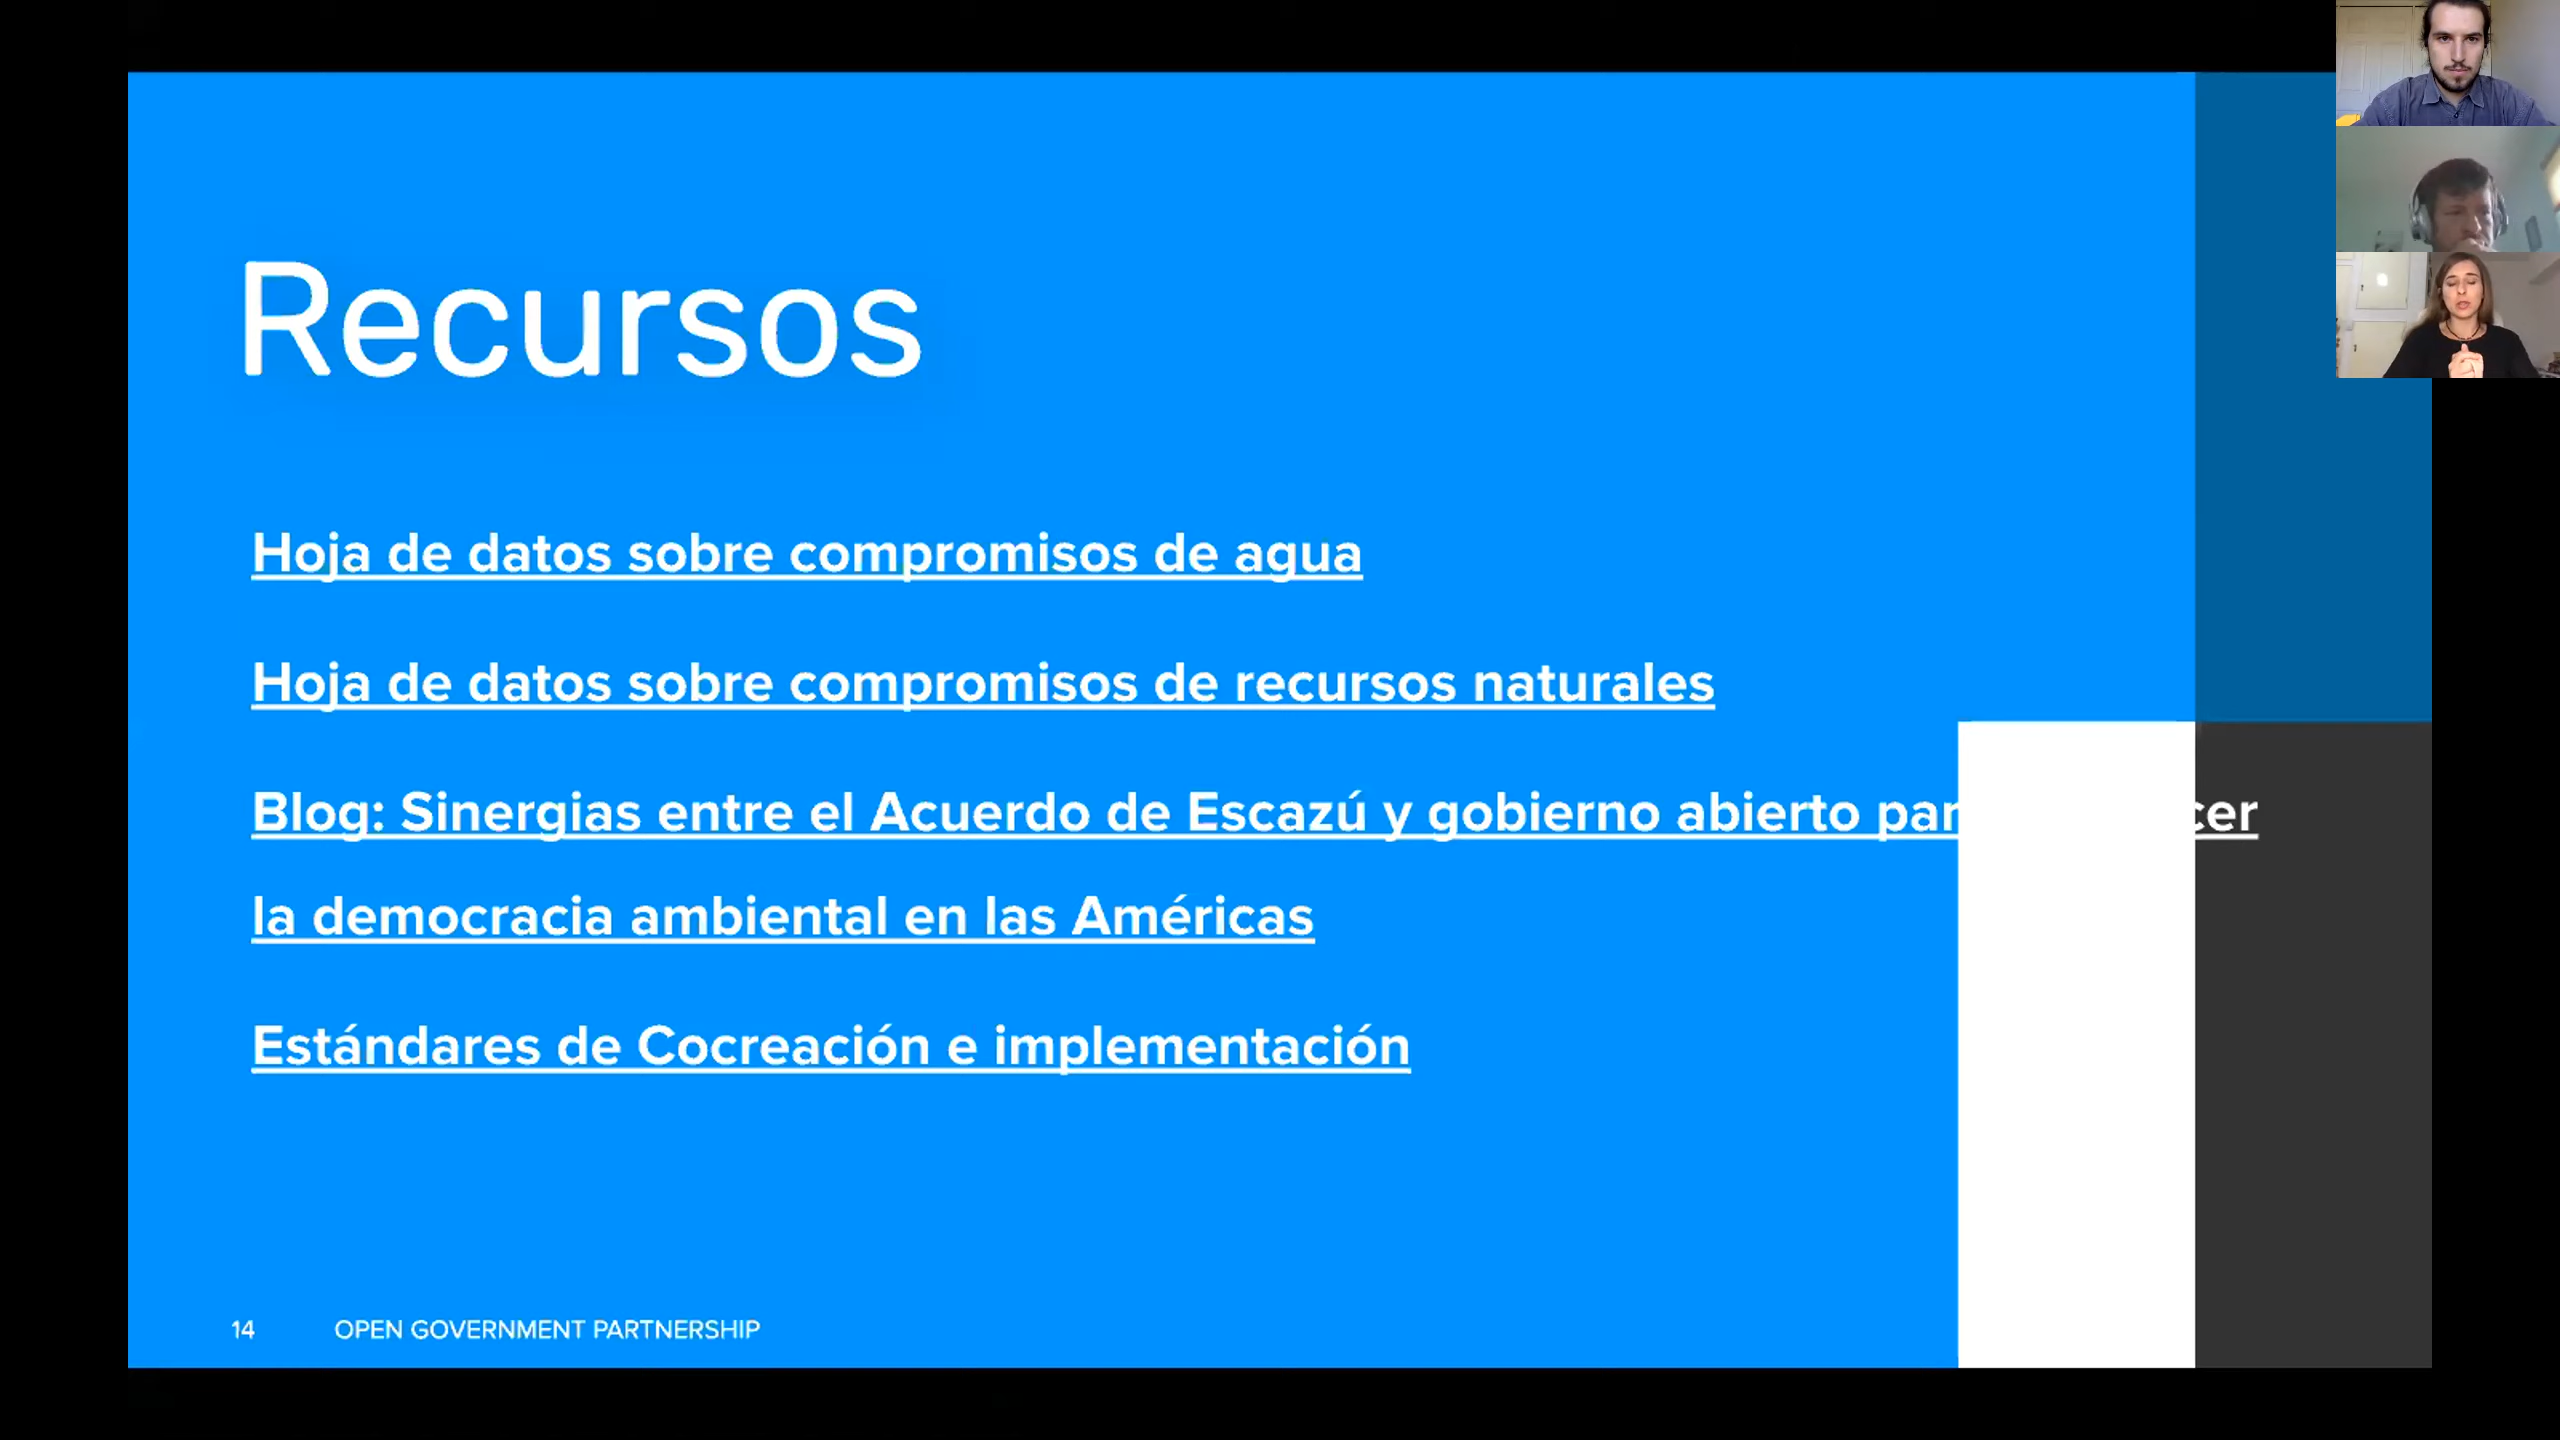 Recursos
Hoja de datos sobre compromisos de agua
Hoja de datos sobre compromisos de recursos naturales
Blog: Sinergias entre el Acuerdo de Escazú y gobierno abierto
la democracia ambiental en las Américas
Estándares de Cocreación e implementación
14 OPEN GOVERNMENT PARTNERSHIP